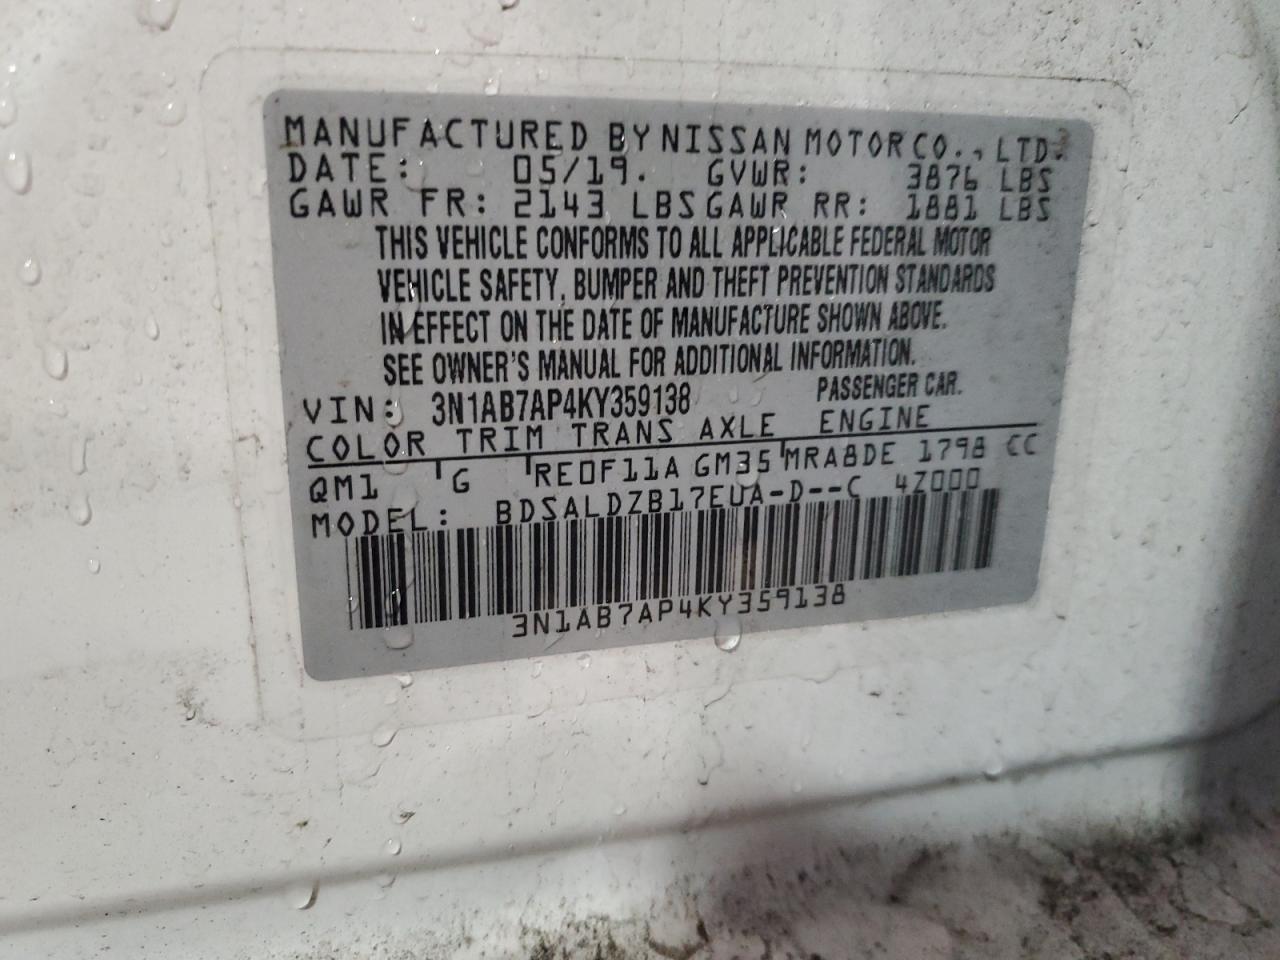 MANUFACTURED BY NISSAN MOTOR CO., LTD.
DATE: 05/19. GVWR: 3876 LBS
GAWR FR: 2143 LBS GAWR RR: 1881 LBS
THIS VEHICLE CONFORMS TO ALL APPLICABLE FEDERAL MOTOR
VEHICLE SAFETY, BUMPER AND THEFT PREVENTION STANDARDS
IN EFFECT ON THE DATE OF MANUFACTURE SHOWN ABOVE.
SEE OWNER'S MANUAL FOR ADDITIONAL INFORMATION.
VIN: 3N1AB7AP4KY359138 PASSENGER CAR.
COLOR TRIM TRANS AXLE ENGINE
QM1 G RE0F11A GM35 MRA8DE 1798 CC
MODEL: BDSALDZB17EUA-D--C 4Z000
3N1AB7AP4KY359138